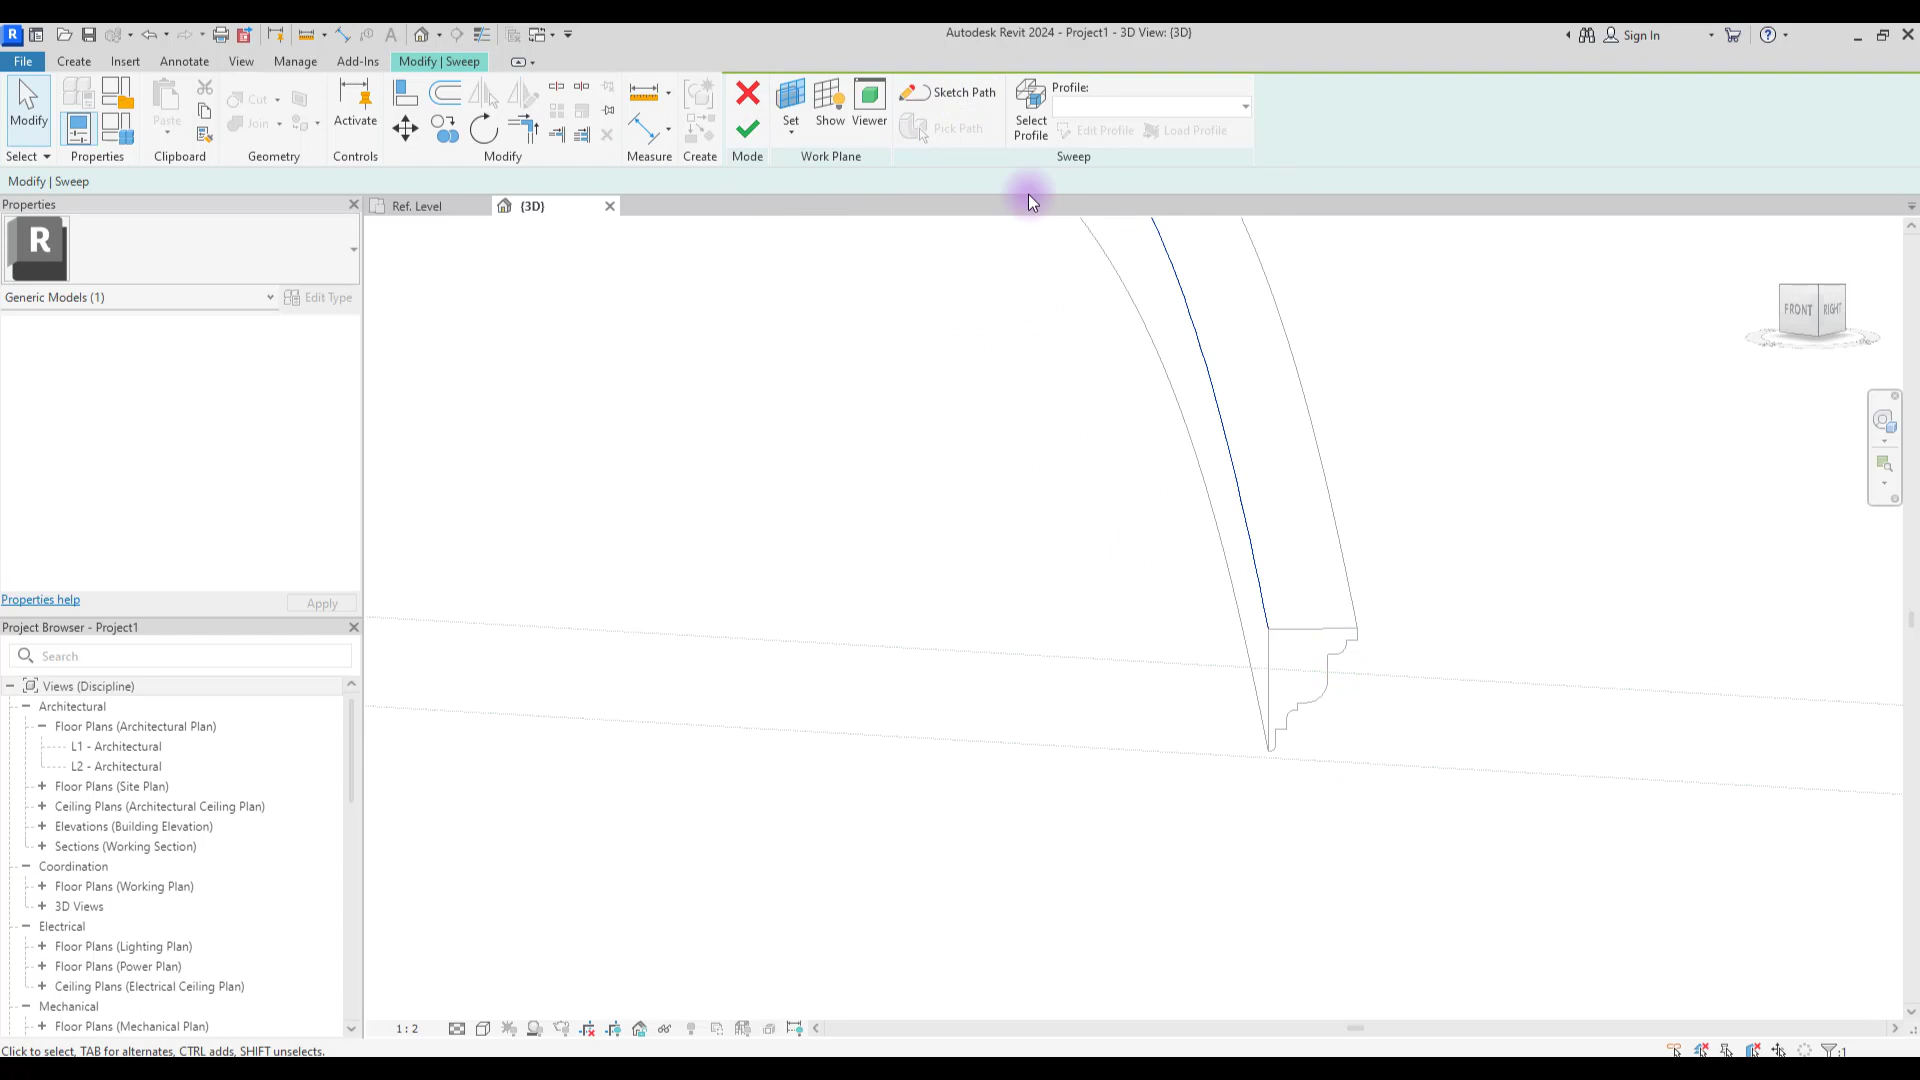 R
Autodesk Revit 2024 - Project1 - 3D View: {3D}
Sign In
File Create Insert Annotate View Manage Add-Ins Modify | Sweep
Modify
Paste
Cut
Join
Activate
Set
Show
Viewer
Sketch Path
Pick Path
Select
Profile
Profile:
Edit Profile
Load Profile
Select Properties Clipboard Geometry Controls Modify Measure Create Mode Work Plane Sweep
Modify | Sweep
Properties
Ref. Level
{3D}
R
FRONT
RIGHT
Generic Models (1)
Edit Type
Properties help
Apply
Project Browser - Project1
Search
Views (Discipline)
Architectural
Floor Plans (Architectural Plan)
L1 - Architectural
L2 - Architectural
Floor Plans (Site Plan)
Ceiling Plans (Architectural Ceiling Plan)
Elevations (Building Elevation)
Sections (Working Section)
Coordination
Floor Plans (Working Plan)
3D Views
Electrical
Floor Plans (Lighting Plan)
Floor Plans (Power Plan)
Ceiling Plans (Electrical Ceiling Plan)
Mechanical
Floor Plans (Mechanical Plan)
1 : 2
Click to select, TAB for alternates, CTRL adds, SHIFT unselects.
:1